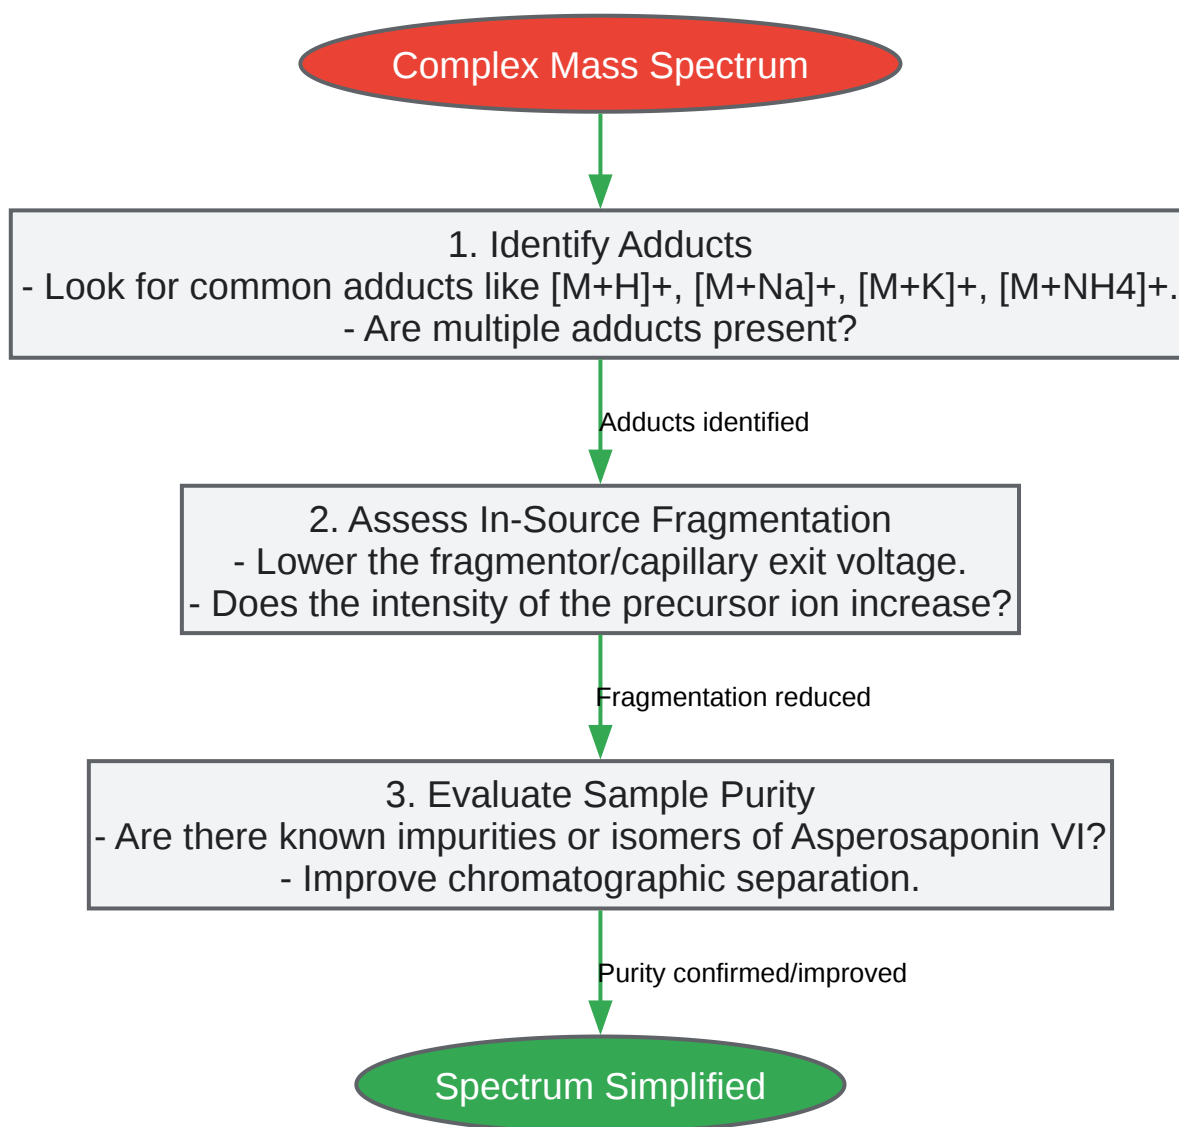 Complex Mass Spectrum
1. Identify Adducts
- Look for common adducts like [M+H]+, [M+Na]+, [M+K]+, [M+NH4]+.
- Are multiple adducts present?
Adducts identified
2. Assess In-Source Fragmentation
- Lower the fragmentor/capillary exit voltage.
- Does the intensity of the precursor ion increase?
Fragmentation reduced
3. Evaluate Sample Purity
- Are there known impurities or isomers of Asperosaponin VI?
- Improve chromatographic separation.
Purity confirmed/improved
Spectrum Simplified